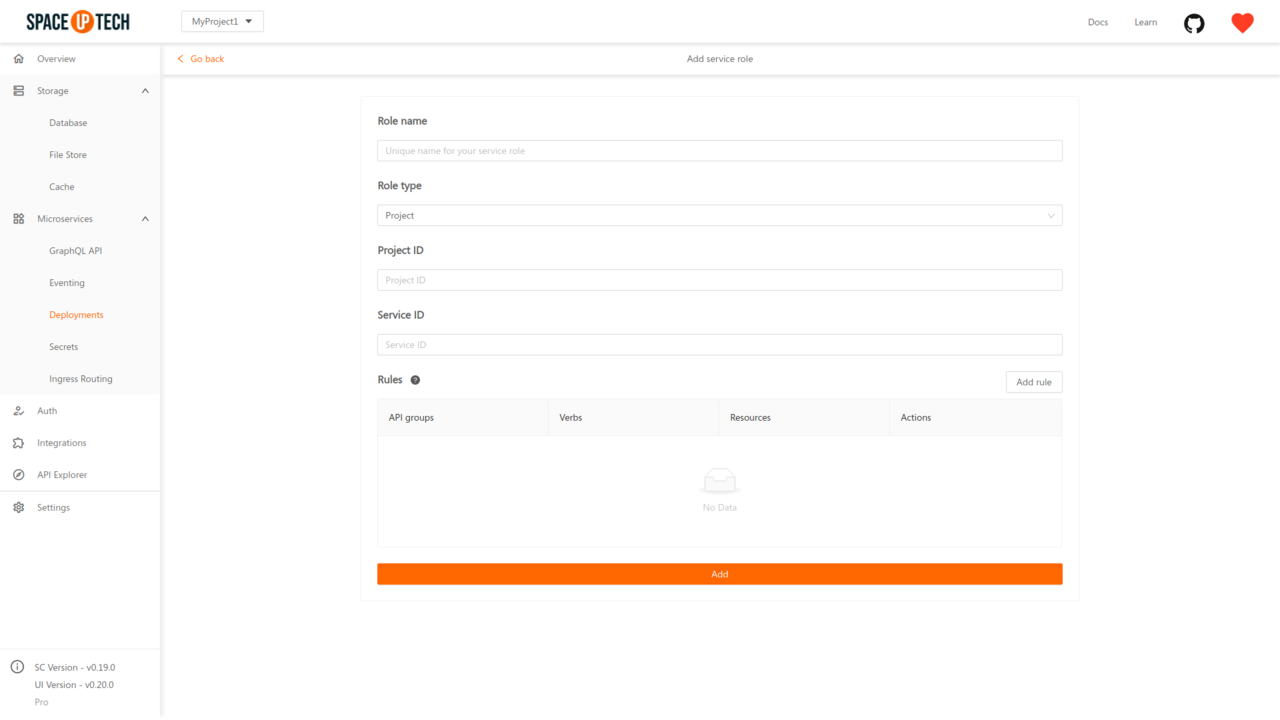 SPACE UP TECH
MyProject1
Docs
Learn
Overview
Storage
Database
File Store
Cache
Microservices
GraphQL API
Eventing
Deployments
Secrets
Ingress Routing
Auth
Integrations
API Explorer
Settings
SC Version - v0.19.0
UI Version - v0.20.0
Pro
Go back
Add service role
Role name
Unique name for your service role
Role type
Project
Project ID
Project ID
Service ID
Service ID
Rules ?
Add rule
API groups Verbs Resources Actions
No Data
Add